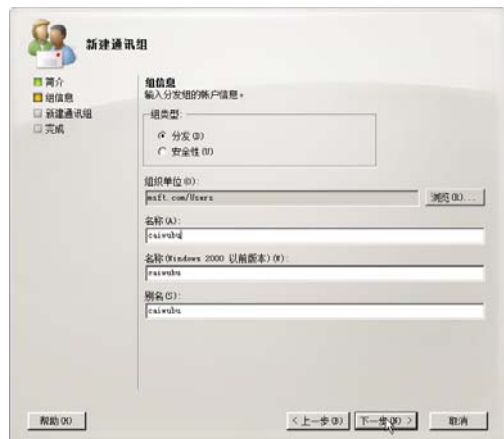 新建通讯组
简介
组信息
新建通讯组
完成
组信息
输入分发组的帐户信息。
组类型:
分发(D)
安全性(U)
组织单位(O):
msft.com/Users
浏览(R)...
名称(A):
caiwubu
名称(Windows 2000 以前版本)(W):
caiwubu
别名(S):
caiwubu
帮助(H)
< 上一步(B)
下一步(N) >
取消